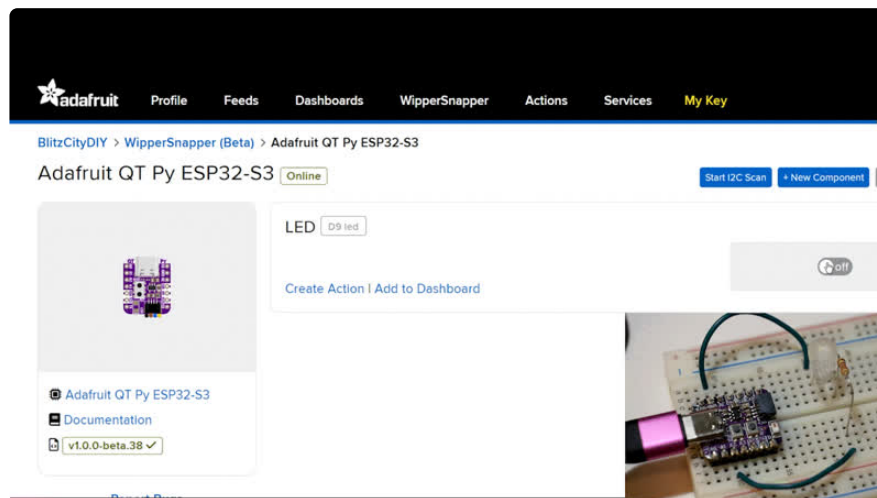 adafruit Profile Feeds Dashboards WipperSnapper Actions Services My Key
BlitzCityDIY > WipperSnapper (Beta) > Adafruit QT Py ESP32-S3
Adafruit QT Py ESP32-S3 Online
Start I2C Scan + New Component
LED D9 led
off
Create Action | Add to Dashboard
Adafruit QT Py ESP32-S3
Documentation
v1.0.0-beta.38 ✓
Report Bugs